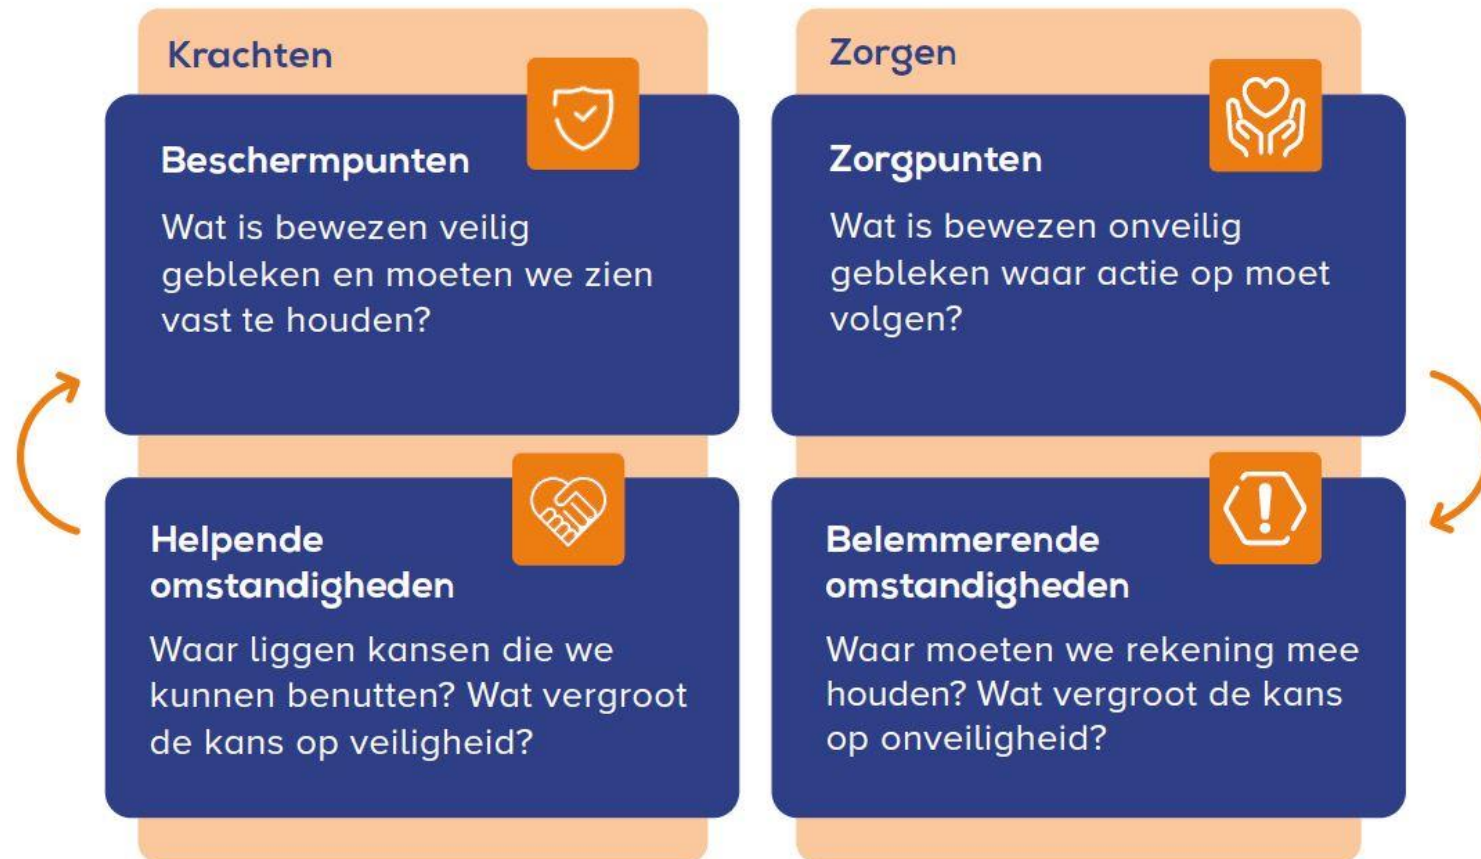 Krachten
Beschermpunten
Wat is bewezen veilig
gebleken en moeten we zien
vast te houden?
Helpende
omstandigheden
Waar liggen kansen die we
kunnen benutten? Wat vergroot
de kans op veiligheid?
Zorgen
Zorgpunten
Wat is bewezen onveilig
gebleken waar actie op moet
volgen?
Belemmerende
omstandigheden
Waar moeten we rekening mee
houden? Wat vergroot de kans
op onveiligheid?